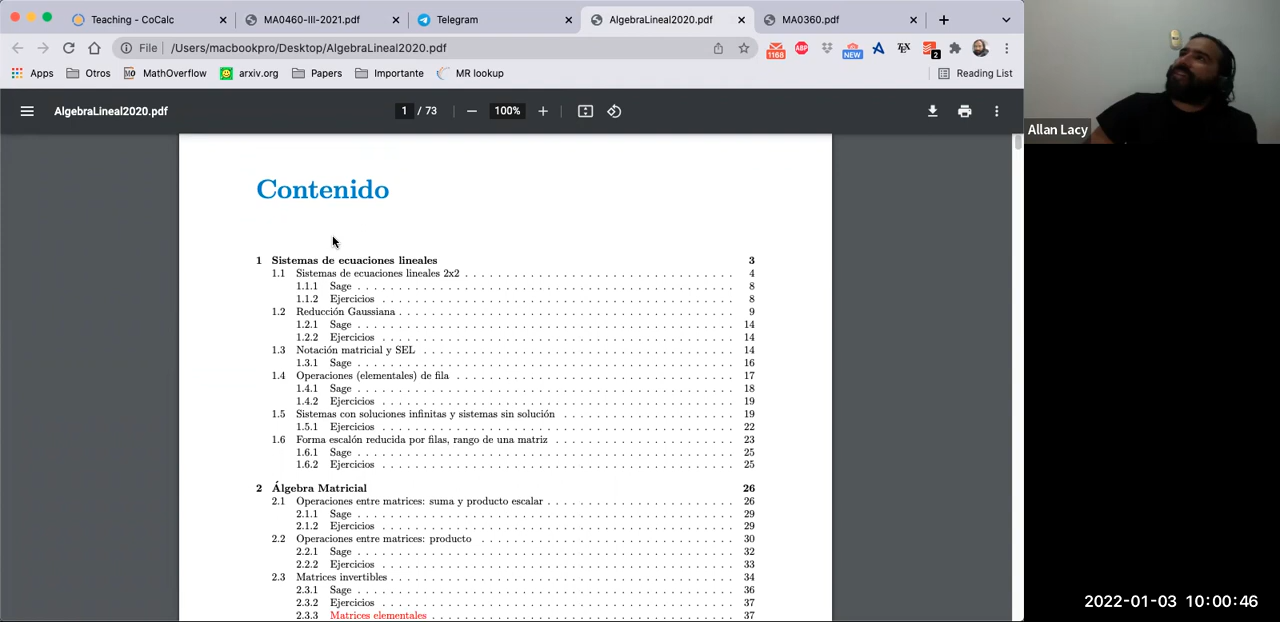 Teaching - CoCalc
MA0460-III-2021.pdf
Telegram
AlgebraLineal2020.pdf
MA0360.pdf
File | /Users/macbookpro/Desktop/AlgebraLineal2020.pdf
1168
ABP
NEW
A
TEX
2
Apps
Otros
MO MathOverflow
arxiv.org
Papers
Importante
MR lookup
Reading List
AlgebraLineal2020.pdf
1 / 73
100%
Allan Lacy
Contenido
1 Sistemas de ecuaciones lineales 3
1.1 Sistemas de ecuaciones lineales 2x2 . . . 4
1.1.1 Sage . . . 8
1.1.2 Ejercicios . . . 8
1.2 Reducción Gaussiana . . . 9
1.2.1 Sage . . . 14
1.2.2 Ejercicios . . . 14
1.3 Notación matricial y SEL . . . 14
1.3.1 Sage . . . 16
1.4 Operaciones (elementales) de fila . . . 17
1.4.1 Sage . . . 18
1.4.2 Ejercicios . . . 19
1.5 Sistemas con soluciones infinitas y sistemas sin solución . . . 19
1.5.1 Ejercicios . . . 22
1.6 Forma escalón reducida por filas, rango de una matriz . . . 23
1.6.1 Sage . . . 25
1.6.2 Ejercicios . . . 25
2 Álgebra Matricial 26
2.1 Operaciones entre matrices: suma y producto escalar . . . 26
2.1.1 Sage . . . 29
2.1.2 Ejercicios . . . 29
2.2 Operaciones entre matrices: producto . . . 30
2.2.1 Sage . . . 32
2.2.2 Ejercicios . . . 33
2.3 Matrices invertibles . . . 34
2.3.1 Sage . . . 36
2.3.2 Ejercicios . . . 37
2.3.3 Matrices elementales . . . 37
2022-01-03 10:00:46